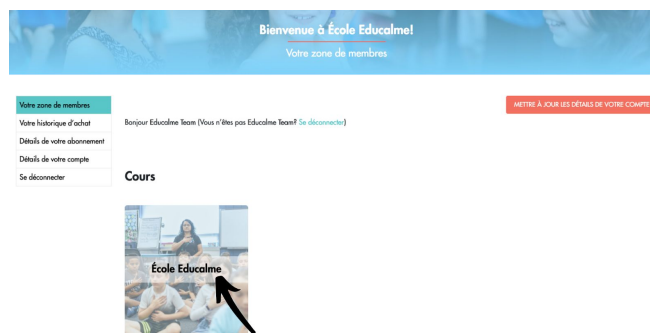 Bienvenue à École Educalme!
Votre zone de membres
Votre zone de membres
Votre historique d'achat
Détails de votre abonnement
Détails de votre compte
Se déconnecter
METTRE À JOUR LES DÉTAILS DE VOTRE COMPTE
Bonjour Educalme Team (Vous n'êtes pas Educalme Team? Se déconnecter)
Cours
École Educalme